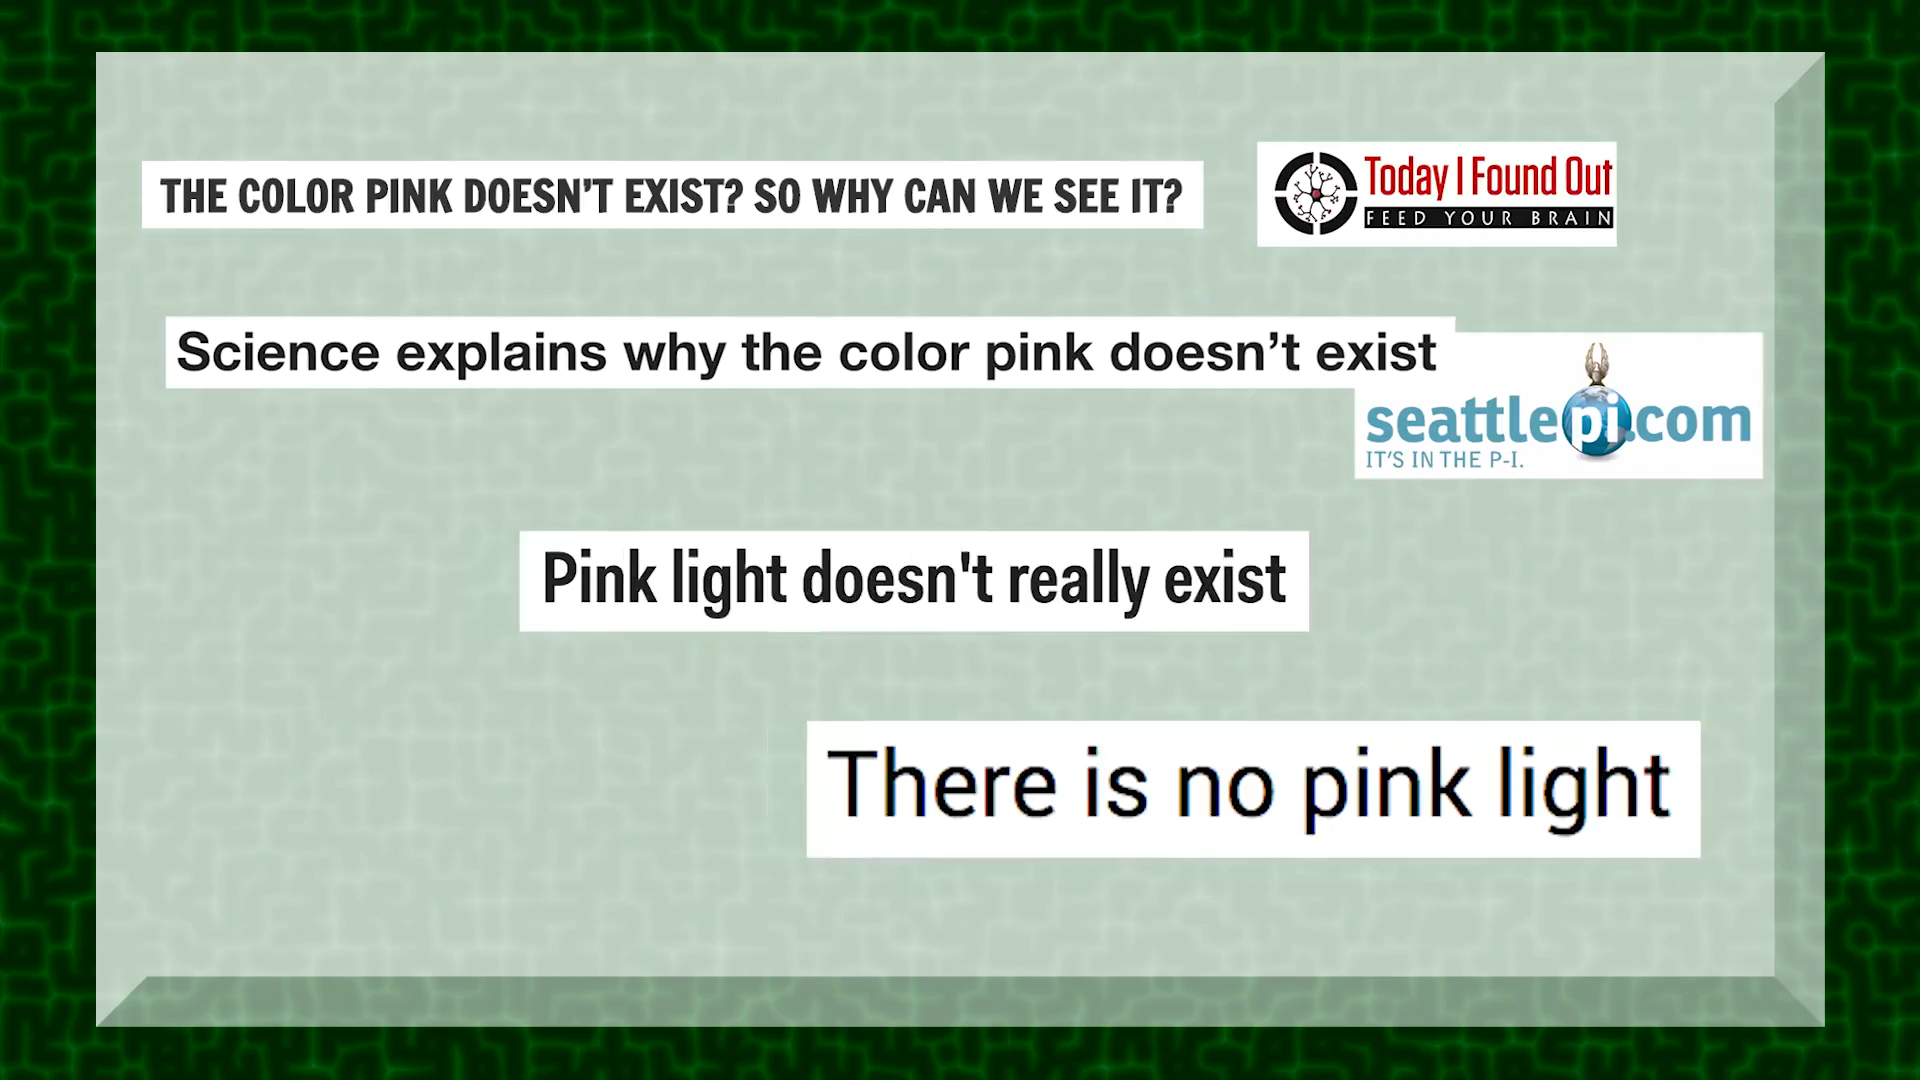 THE COLOR PINK DOESN’T EXIST? SO WHY CAN WE SEE IT?
Today I Found Out
FEED YOUR BRAIN
Science explains why the color pink doesn’t exist
seattlepi.com
IT'S IN THE P-I.
Pink light doesn't really exist
There is no pink light